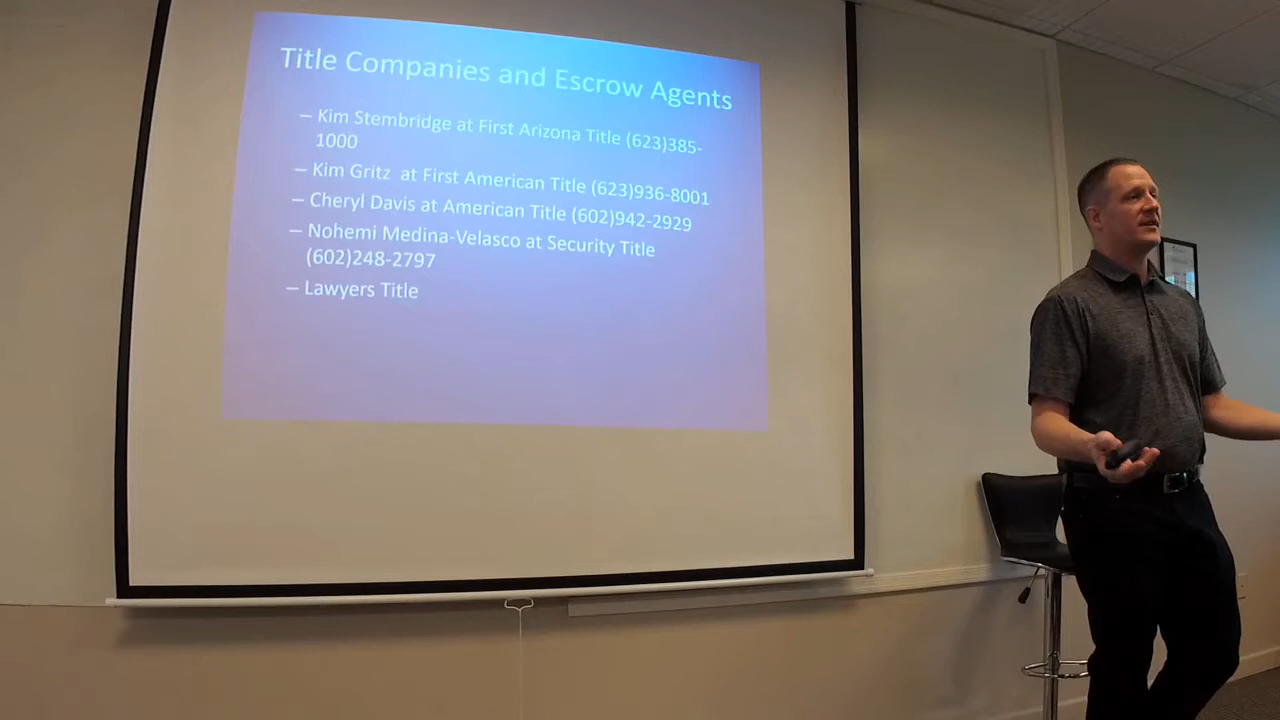 Title Companies and Escrow Agents
– Kim Stembridge at First Arizona Title (623)385-
1000
– Kim Gritz at First American Title (623)936-8001
– Cheryl Davis at American Title (602)942-2929
– Nohemi Medina-Velasco at Security Title
(602)248-2797
– Lawyers Title